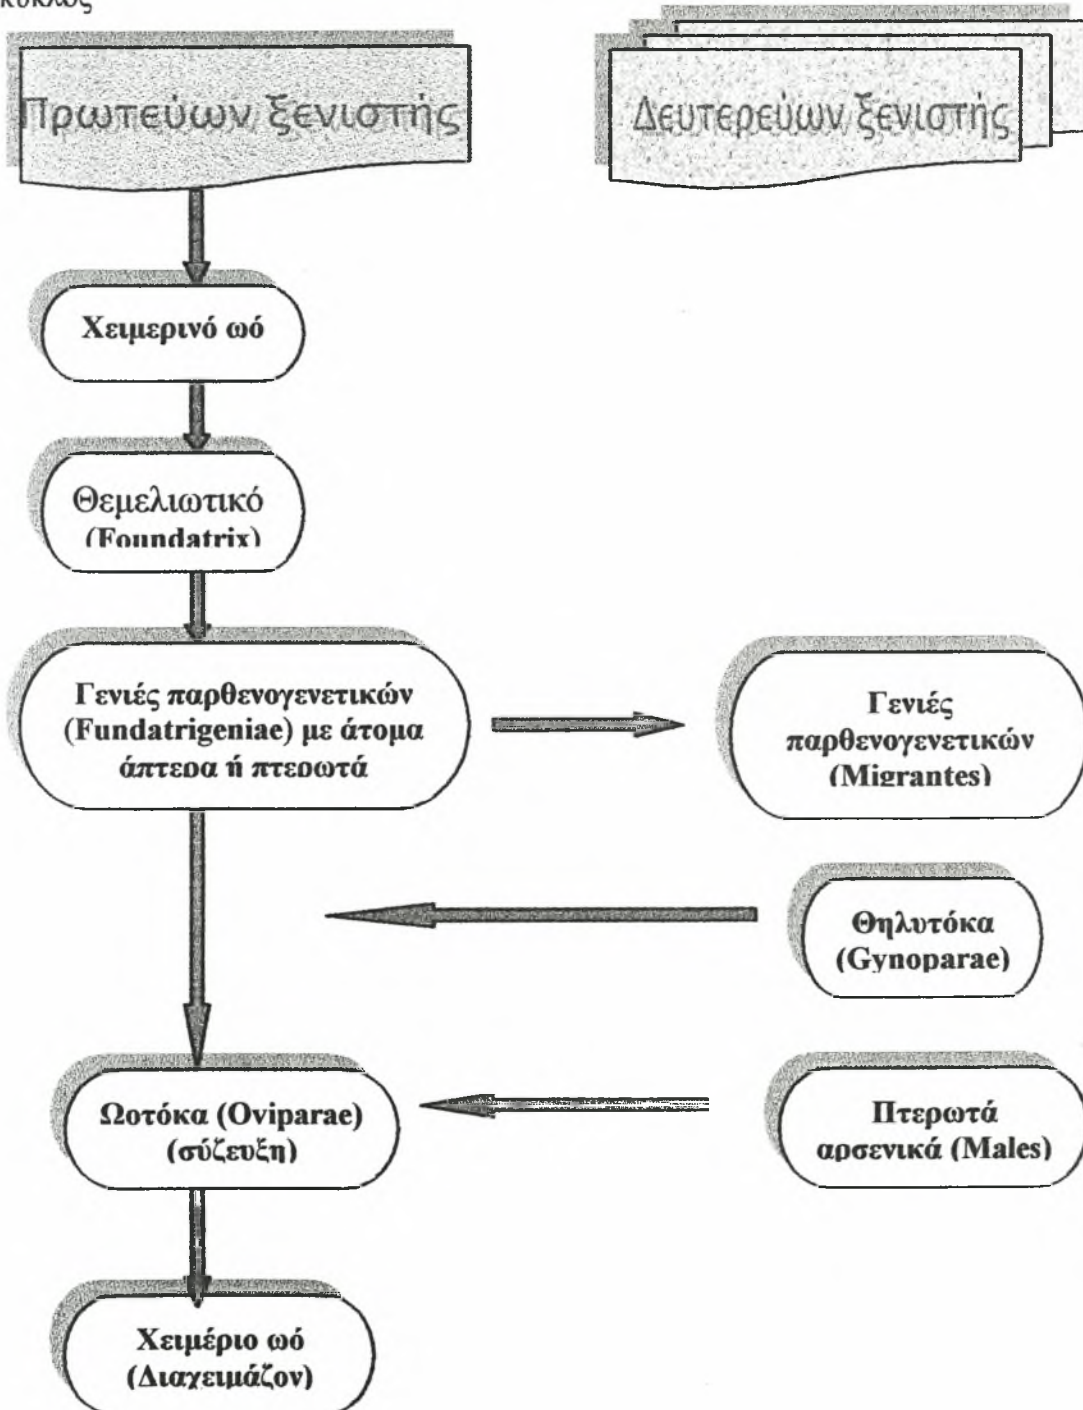 κύκλος
Πρωτεύων ξενιστής
Δευτερεύων ξενιστής
Χειμερινό ωό
Θεμελιωτικό
(Foundatrix)
Γενιές παρθενογενετικών
(Fundatrigeniae) με άτομα
άπτερα ή πτερωτά
Γενιές
παρθενογενετικών
(Migrantes)
Θηλυτόκα
(Gynoparae)
Ωοτόκα (Oviparae)
(σύζευξη)
Πτερωτά
αρσενικά (Males)
Χειμέριο ωό
(Διαχειμάζον)